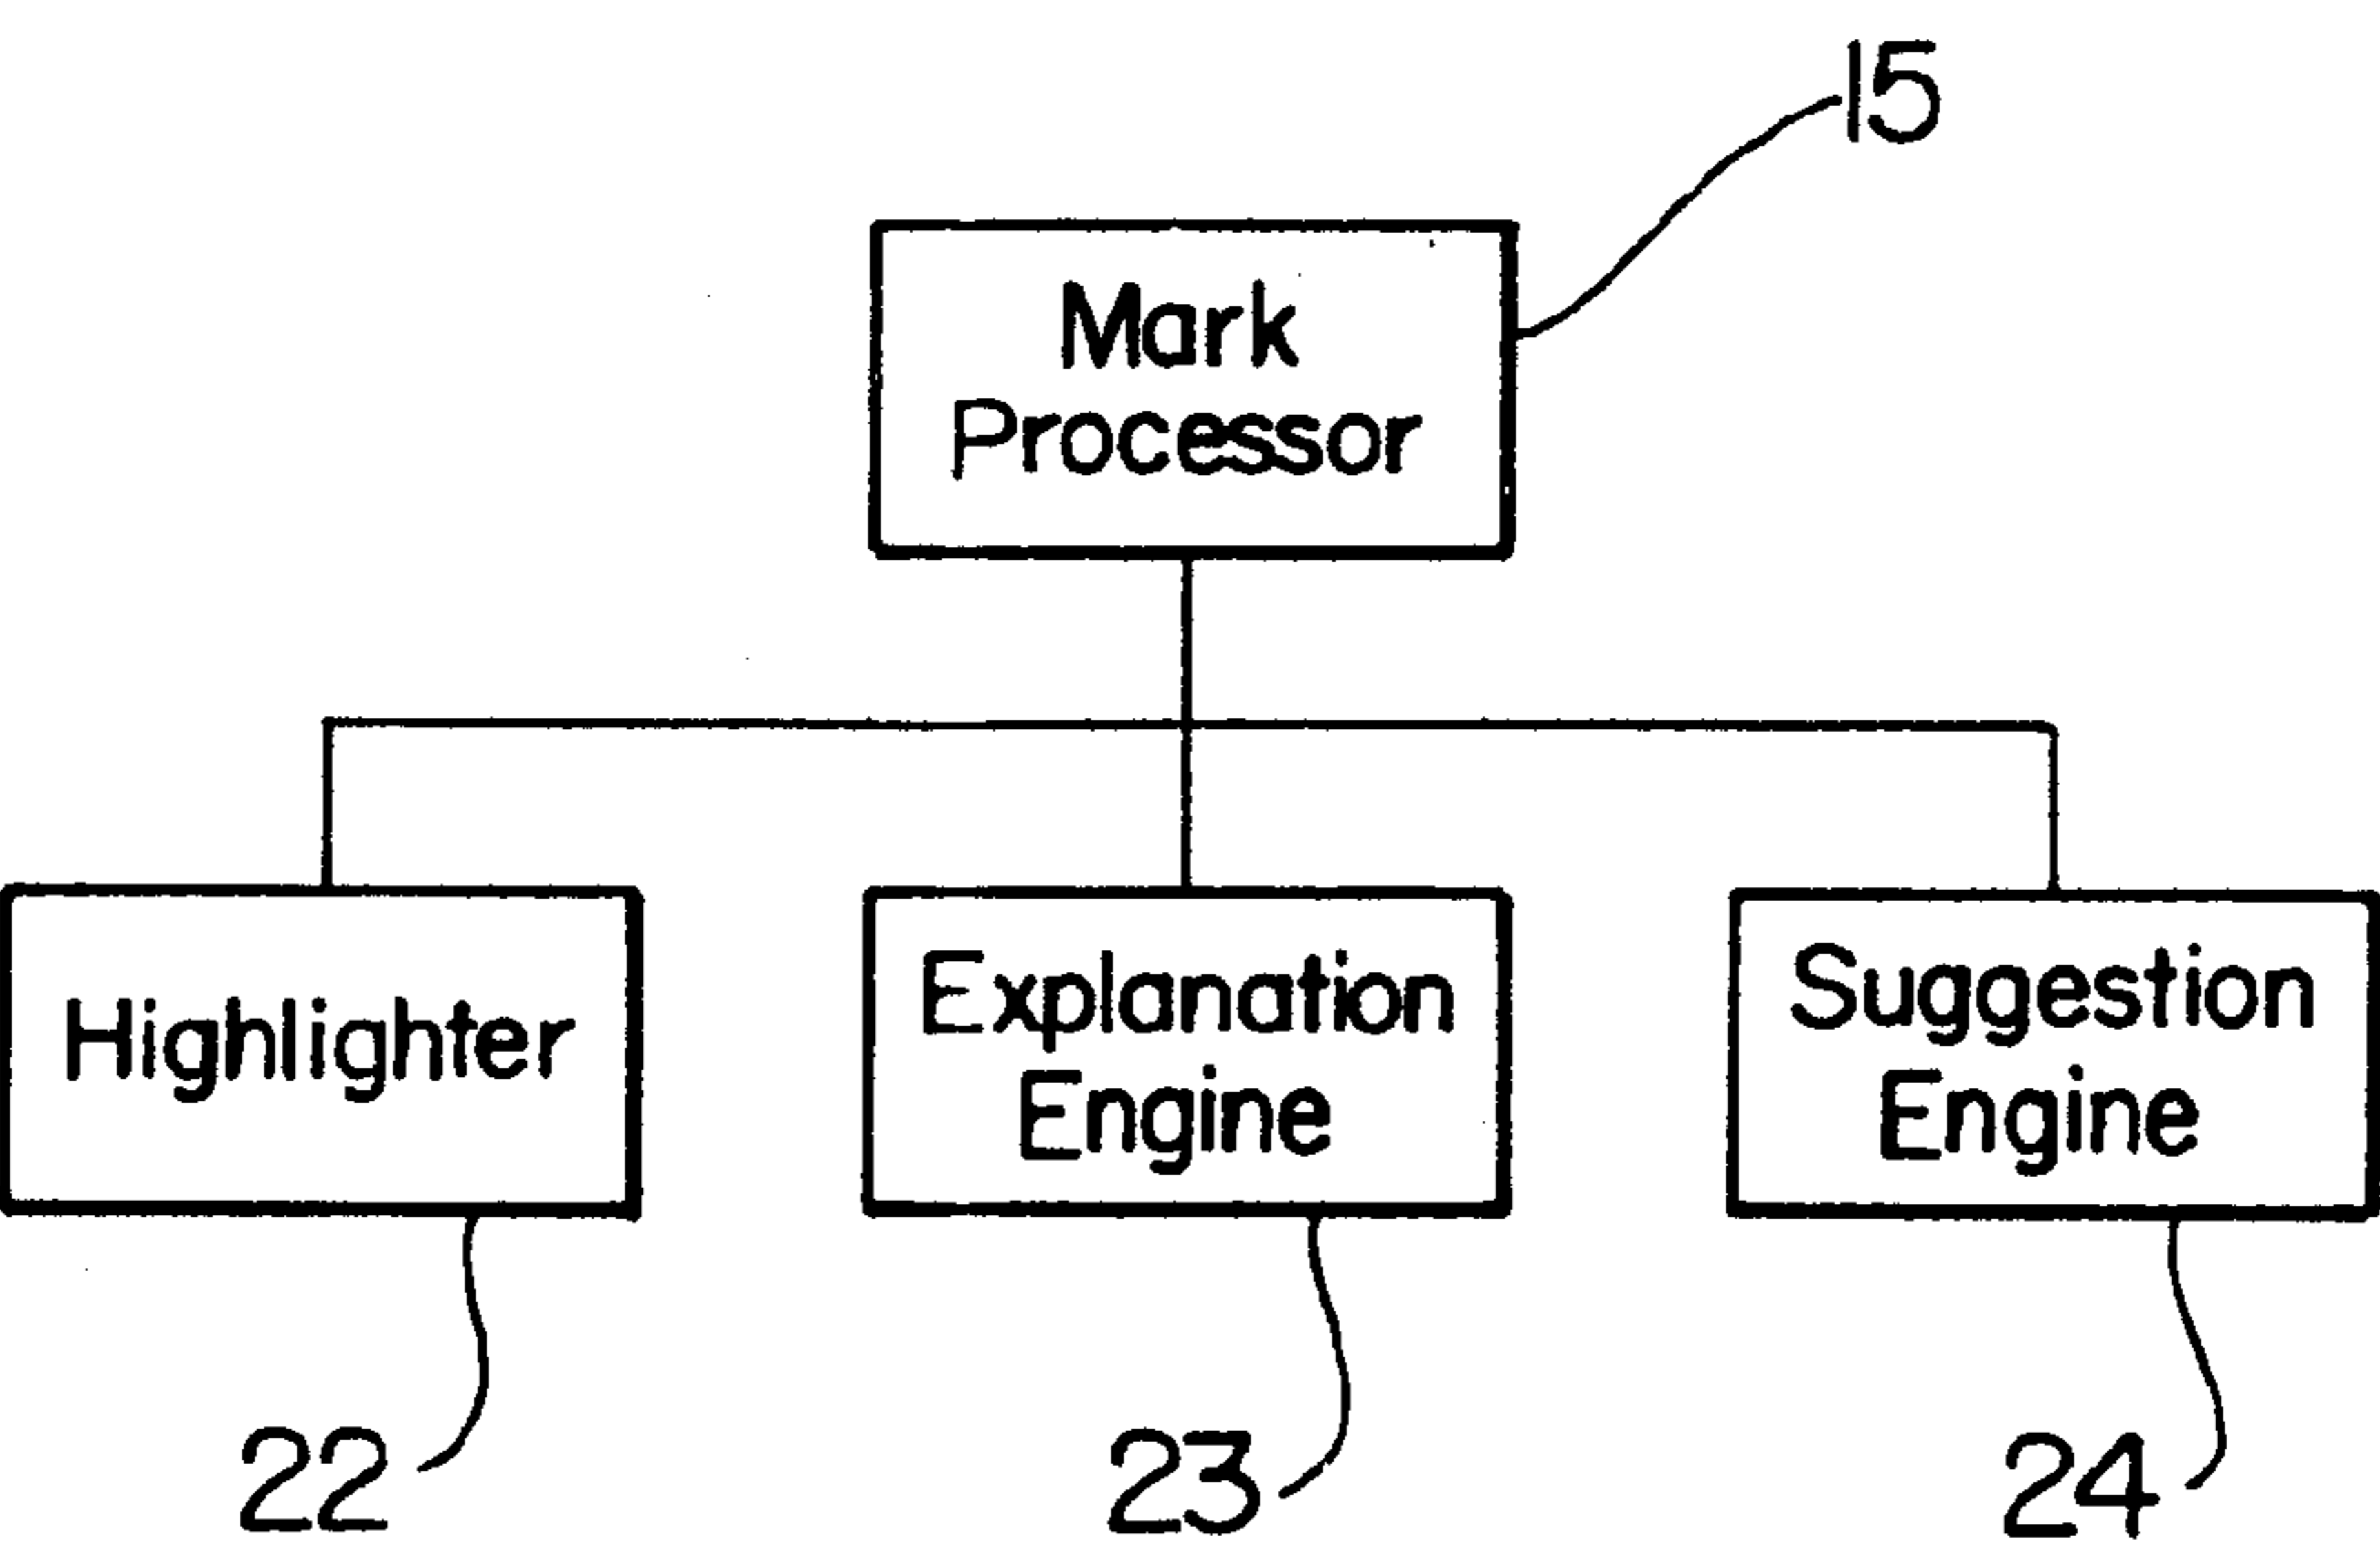 15
Mark
Processor
Highlighter
Explanation
Engine
Suggestion
Engine
22
23
24